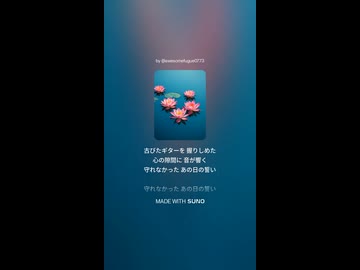 by @awesomefugue0773
古びたギターを 握りしめた
心の隙間に 音が響く
守れなかった あの日の誓い
守れなかった あの日の誓い
MADE WITH SUNO